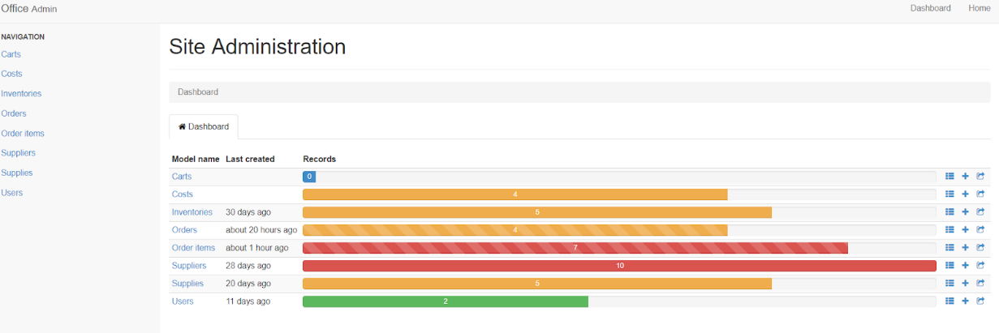 Office Admin Dashboard Home
NAVIGATION
Carts
Costs
Inventories
Orders
Order items
Suppliers
Supplies
Users
Site Administration
Dashboard
Dashboard
Model name Last created Records
Carts 0
Costs 4
Inventories 30 days ago 5
Orders about 20 hours ago 4
Order items about 1 hour ago 7
Suppliers 28 days ago 10
Supplies 20 days ago 5
Users 11 days ago 2